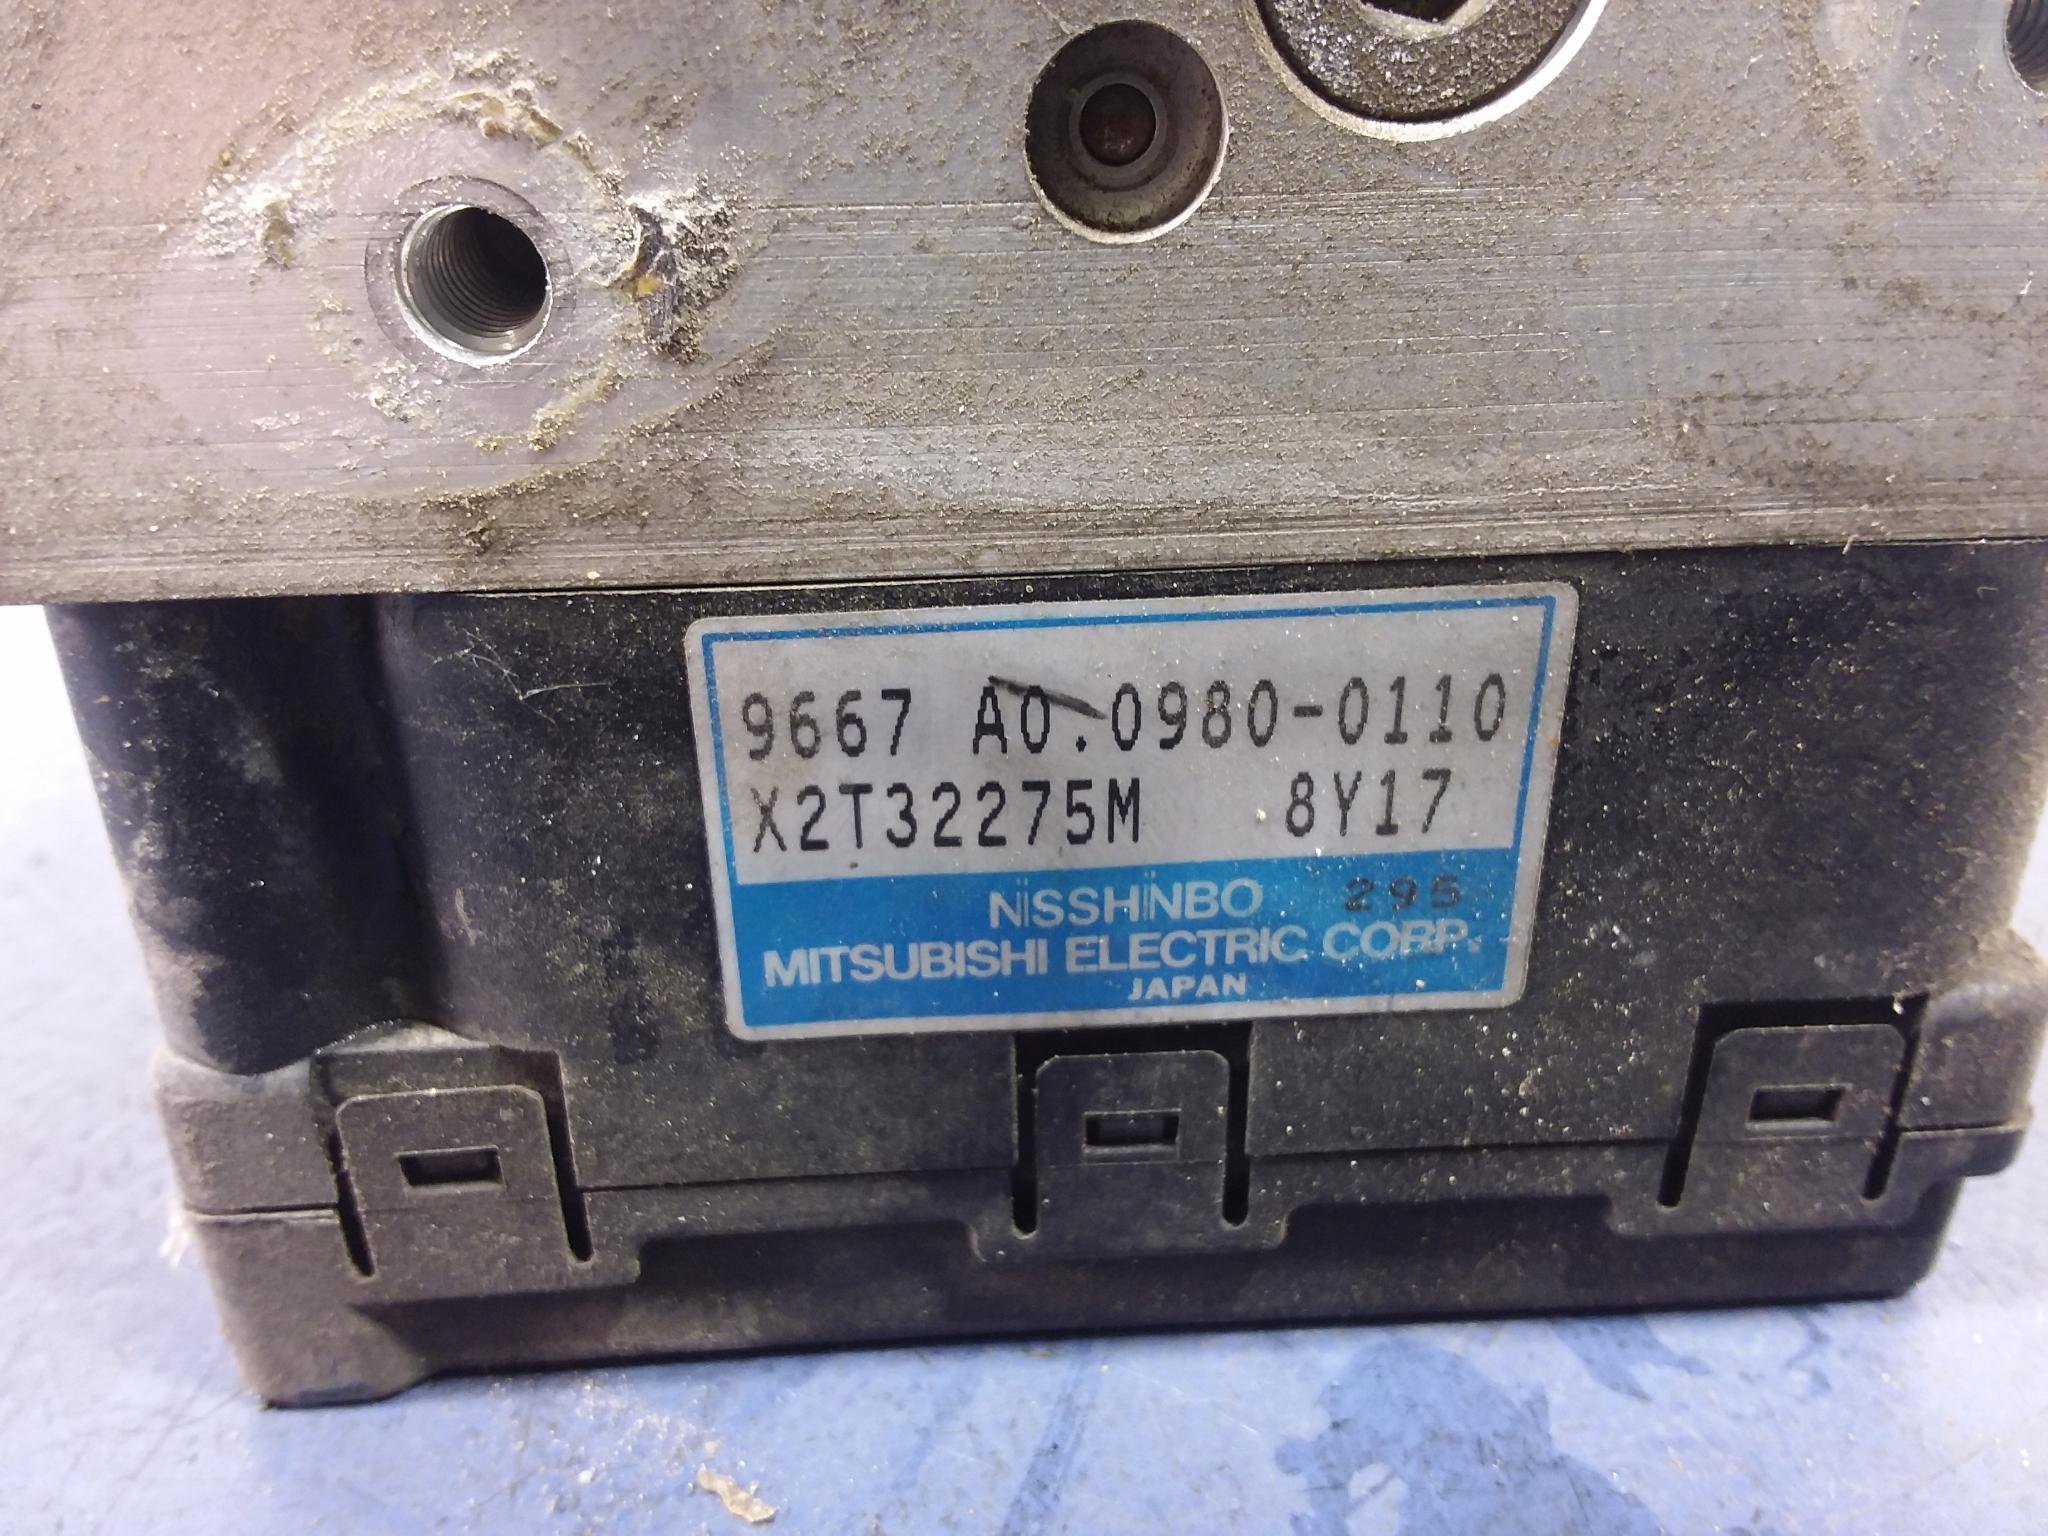 9667 A0.0980-0110
X2T32275M 8Y17
NISSHINBO 295
MITSUBISHI ELECTRIC CORP.
JAPAN